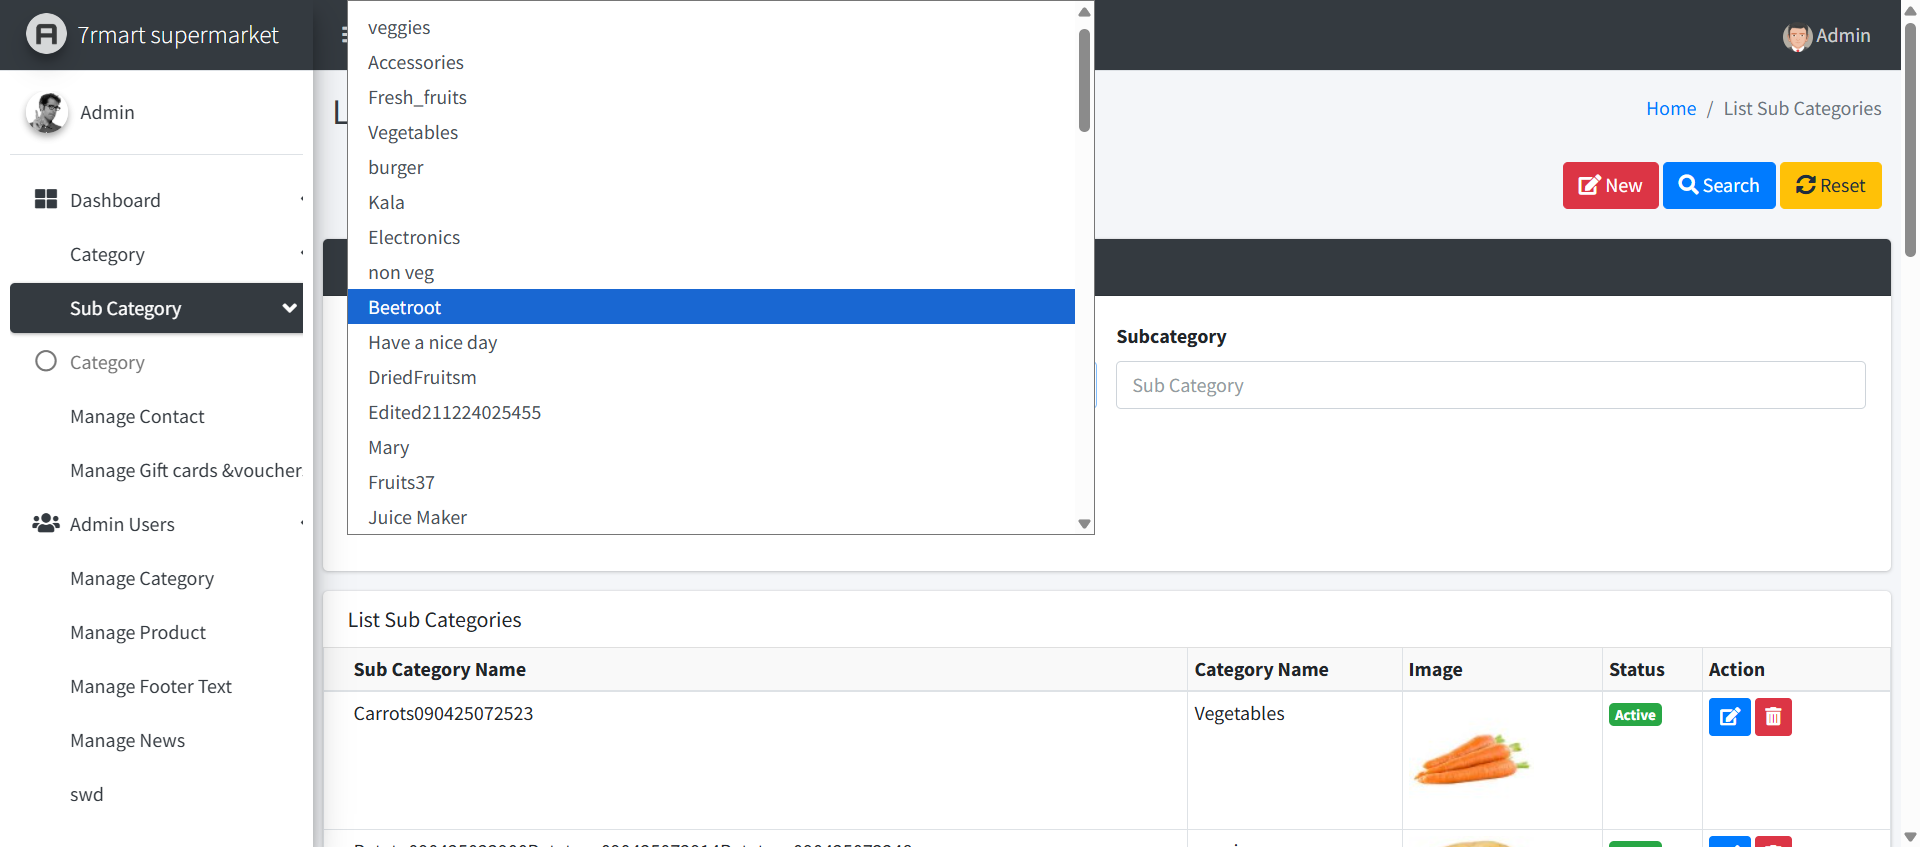 7rmart supermarket
Admin
Admin
Dashboard
Category
Sub Category
Category
Manage Contact
Manage Gift cards &voucher
Admin Users
Manage Category
Manage Product
Manage Footer Text
Manage News
swd
veggies
Accessories
Fresh_fruits
Vegetables
burger
Kala
Electronics
non veg
Beetroot
Have a nice day
DriedFruitsm
Edited211224025455
Mary
Fruits37
Juice Maker
Home / List Sub Categories
New Search Reset
Subcategory
Sub Category
List Sub Categories
Sub Category Name Category Name Image Status Action
Carrots090425072523 Vegetables Active